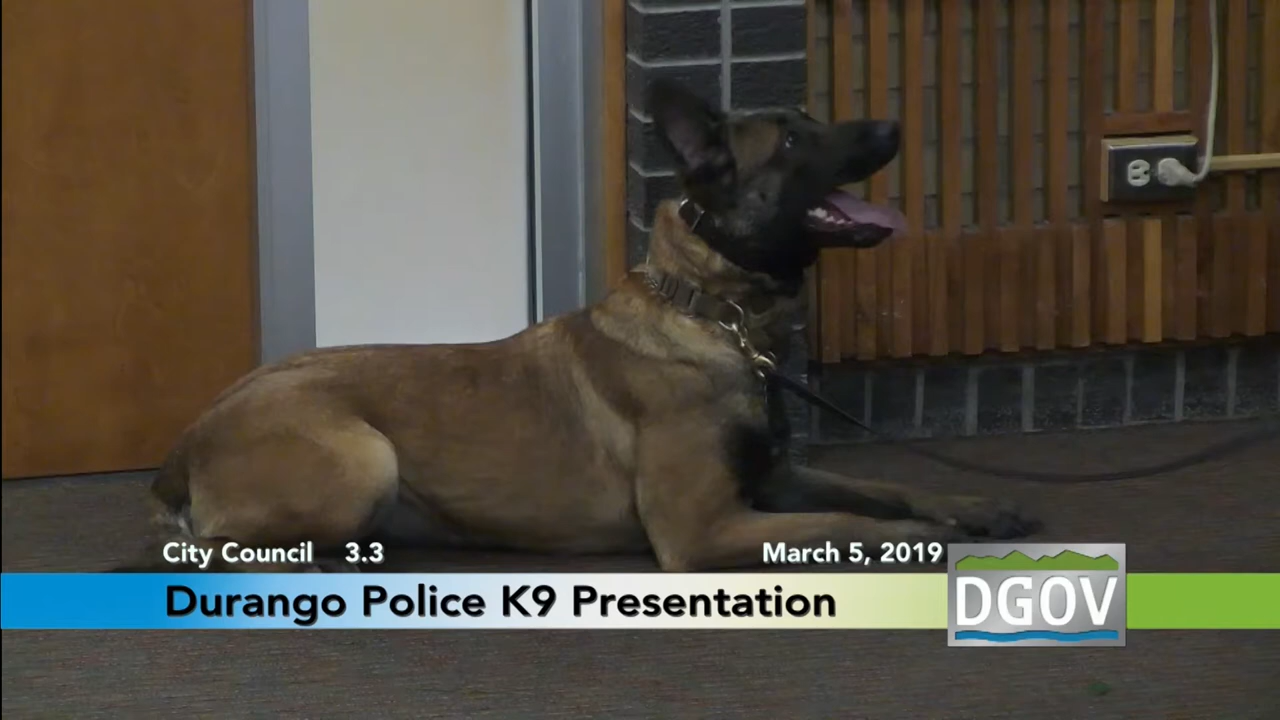 City Council 3.3
March 5, 2019
Durango Police K9 Presentation
DGOV